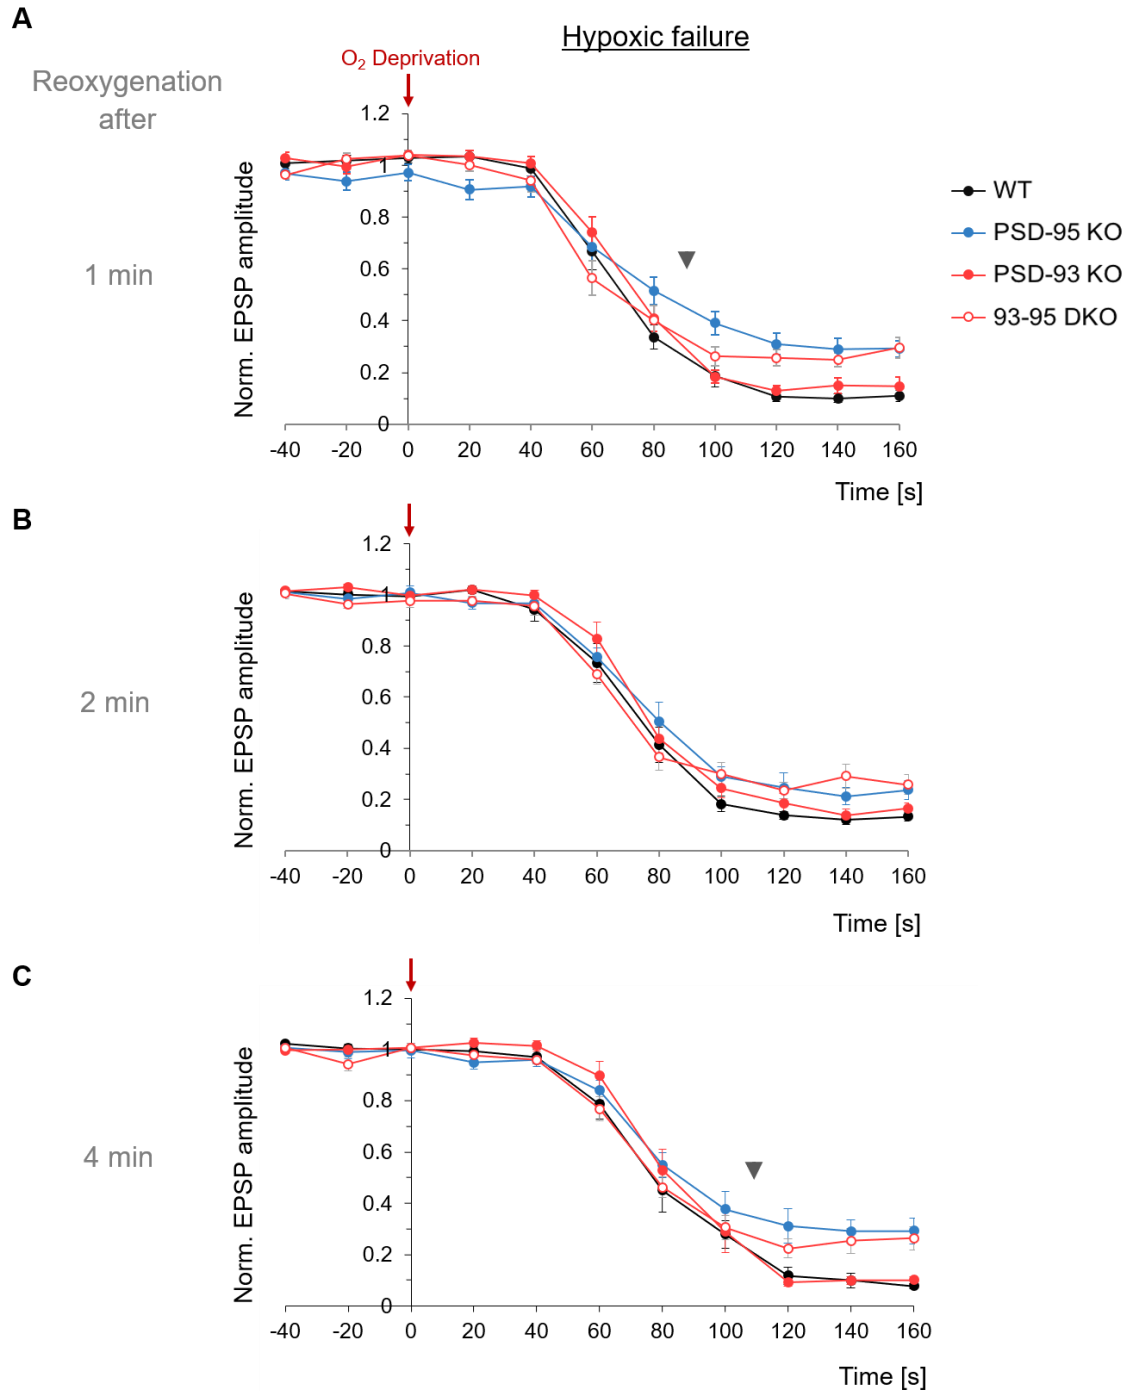 A
Hypoxic failure
O₂ Deprivation
Reoxygenation
after
1.2
1
0.8
0.6
0.4
0.2
0
Norm. EPSP amplitude
1 min
-40 -20 0 20 40 60 80 100 120 140 160
Time [s]
WT
PSD-95 KO
PSD-93 KO
93-95 DKO
B
1.2
1
0.8
0.6
0.4
0.2
0
Norm. EPSP amplitude
2 min
-40 -20 0 20 40 60 80 100 120 140 160
Time [s]
C
1.2
1
0.8
0.6
0.4
0.2
0
Norm. EPSP amplitude
4 min
-40 -20 0 20 40 60 80 100 120 140 160
Time [s]